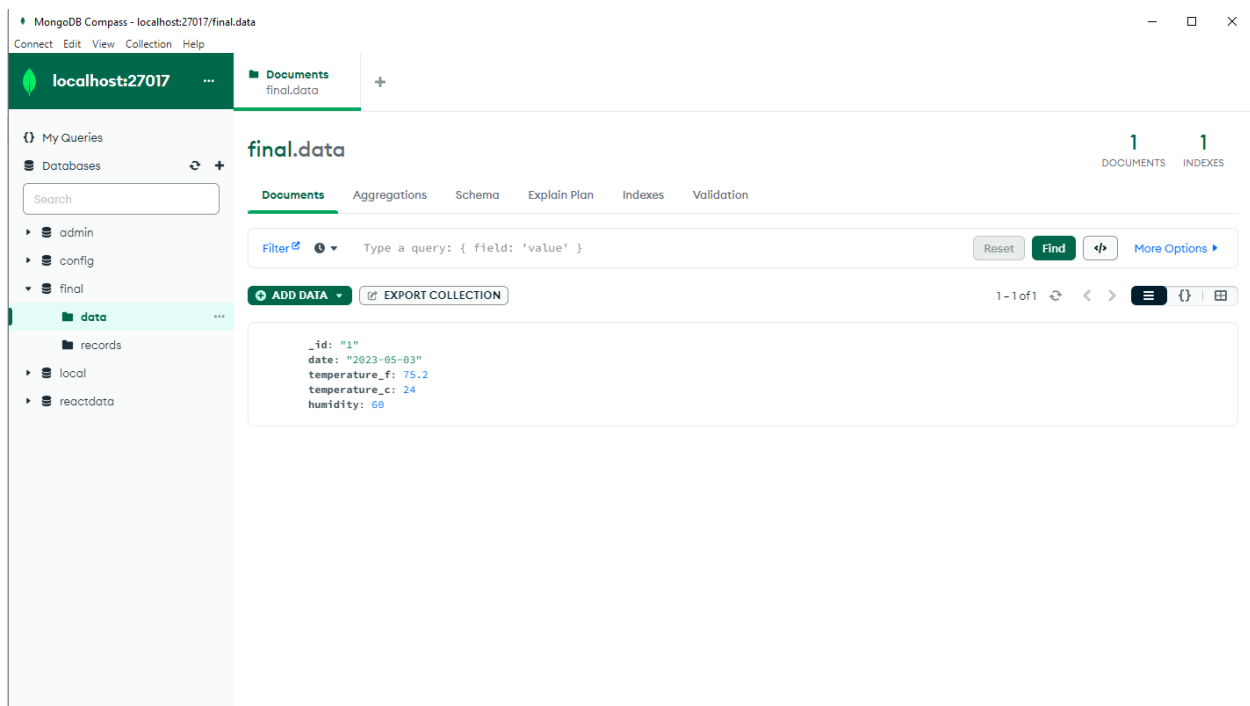 MongoDB Compass - localhost:27017/final.data
Connect Edit View Collection Help
localhost:27017 ...
Documents
final.data
+
{} My Queries
Databases
Search
admin
config
final
data ...
records
local
reactdata
final.data
1 DOCUMENTS
1 INDEXES
Documents Aggregations Schema Explain Plan Indexes Validation
Filter Type a query: { field: 'value' } Reset Find </> More Options
ADD DATA EXPORT COLLECTION 1 - 1 of 1 {}
_id: "1"
date: "2023-05-03"
temperature_f: 75.2
temperature_c: 24
humidity: 60